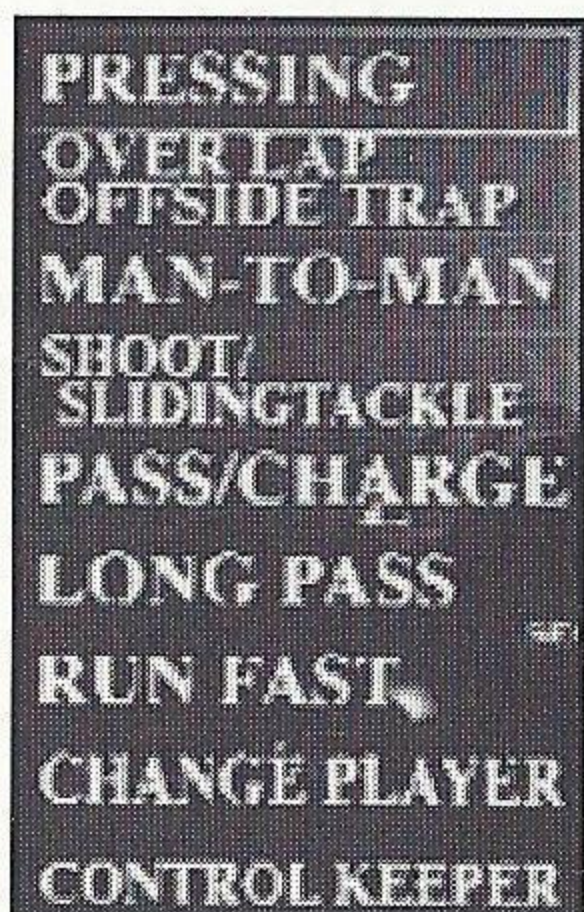 PRESSING
OVER LAP
OFFSIDE TRAP
MAN-TO-MAN
SHOOT/
SLIDINGTACKLE
PASS/CHARGE
LONG PASS
RUN FAST
CHANGE PLAYER
CONTROL KEEPER